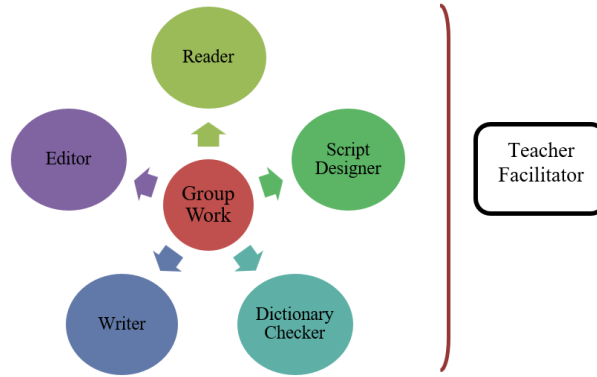 Reader
Editor
Script
Designer
Group
Work
Writer
Dictionary
Checker
Teacher
Facilitator